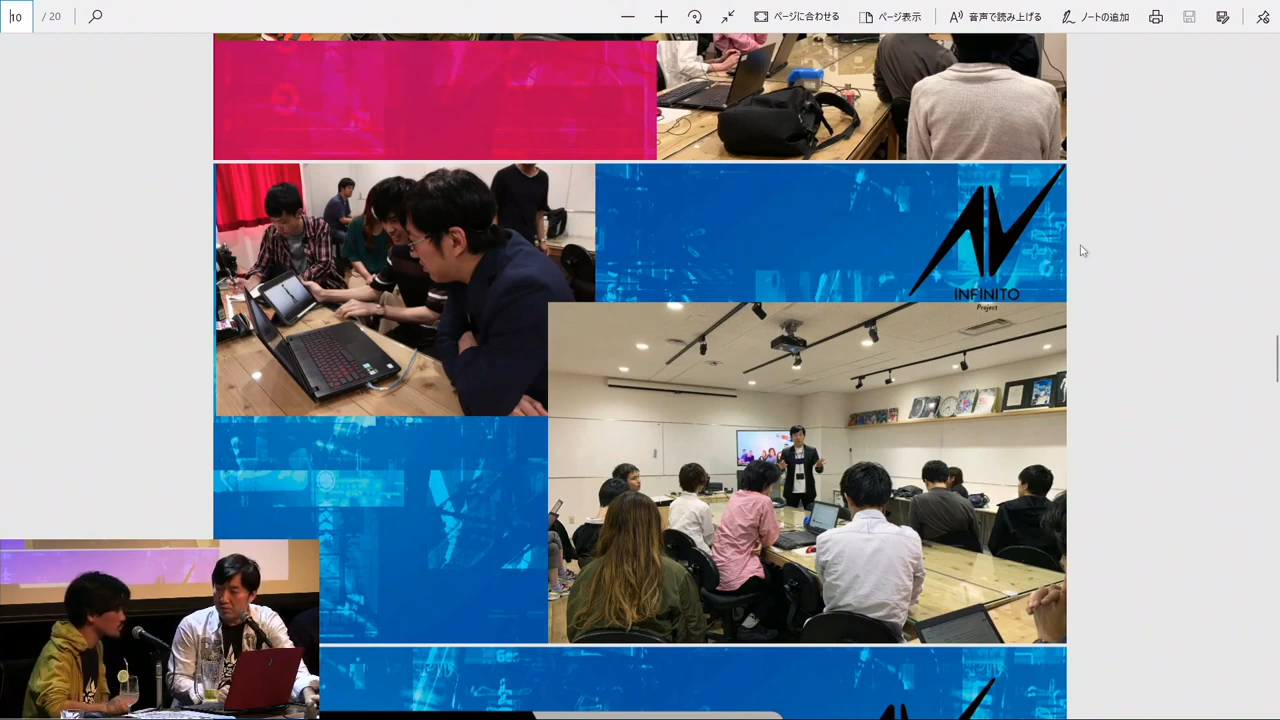 10 / 20
ページに合わせる
ページ表示
音声で読み上げる
ノートの追加
INFINITO
Project